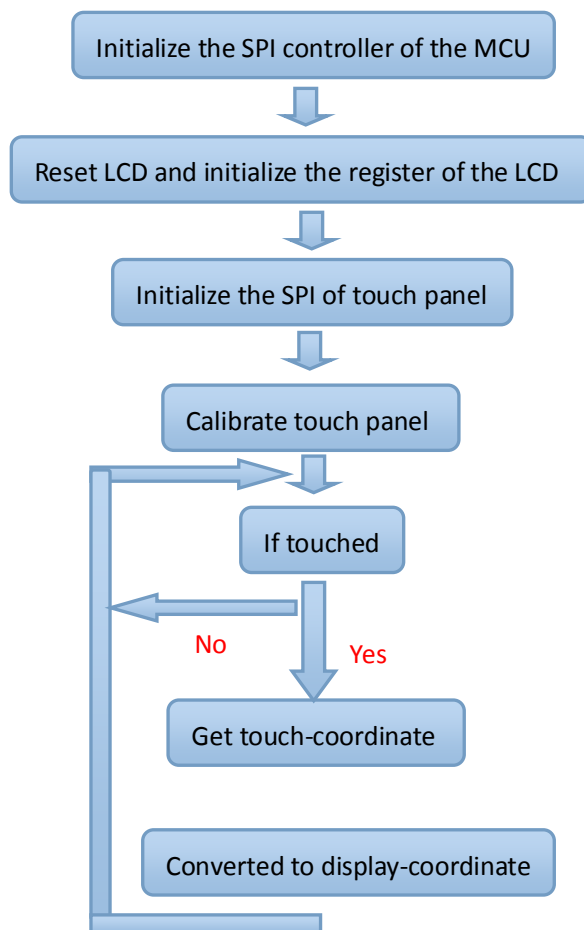 Initialize the SPI controller of the MCU
Reset LCD and initialize the register of the LCD
Initialize the SPI of touch panel
Calibrate touch panel
If touched
No
Yes
Get touch-coordinate
Converted to display-coordinate